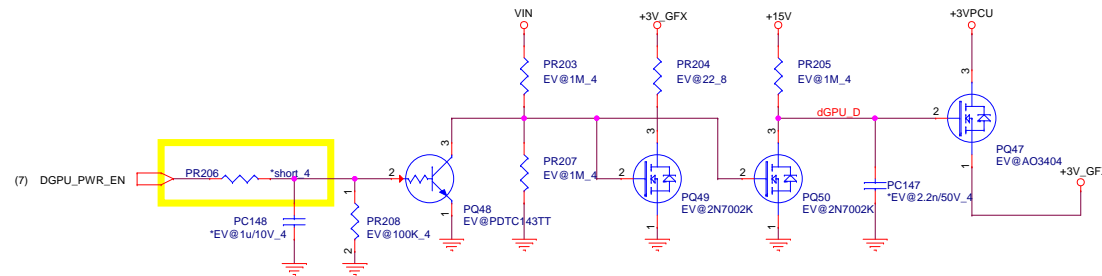 VIN
+3V_GFX
+15V
+3VPCU
PR203
EV@1M_4
PR204
EV@22_8
PR205
EV@1M_4
3
dGPU_D
2
PQ47
EV@AO3404
1
+3V_GF
(7) DGPU_PWR_EN
PR206
*short_4
2
3
1
PQ48
EV@PDTC143TT
PR207
EV@1M_4
2
3
1
PQ49
EV@2N7002K
2
3
1
PQ50
EV@2N7002K
PC147
*EV@2.2n/50V_4
PC148
*EV@1u/10V_4
1
2
PR208
EV@100K_4